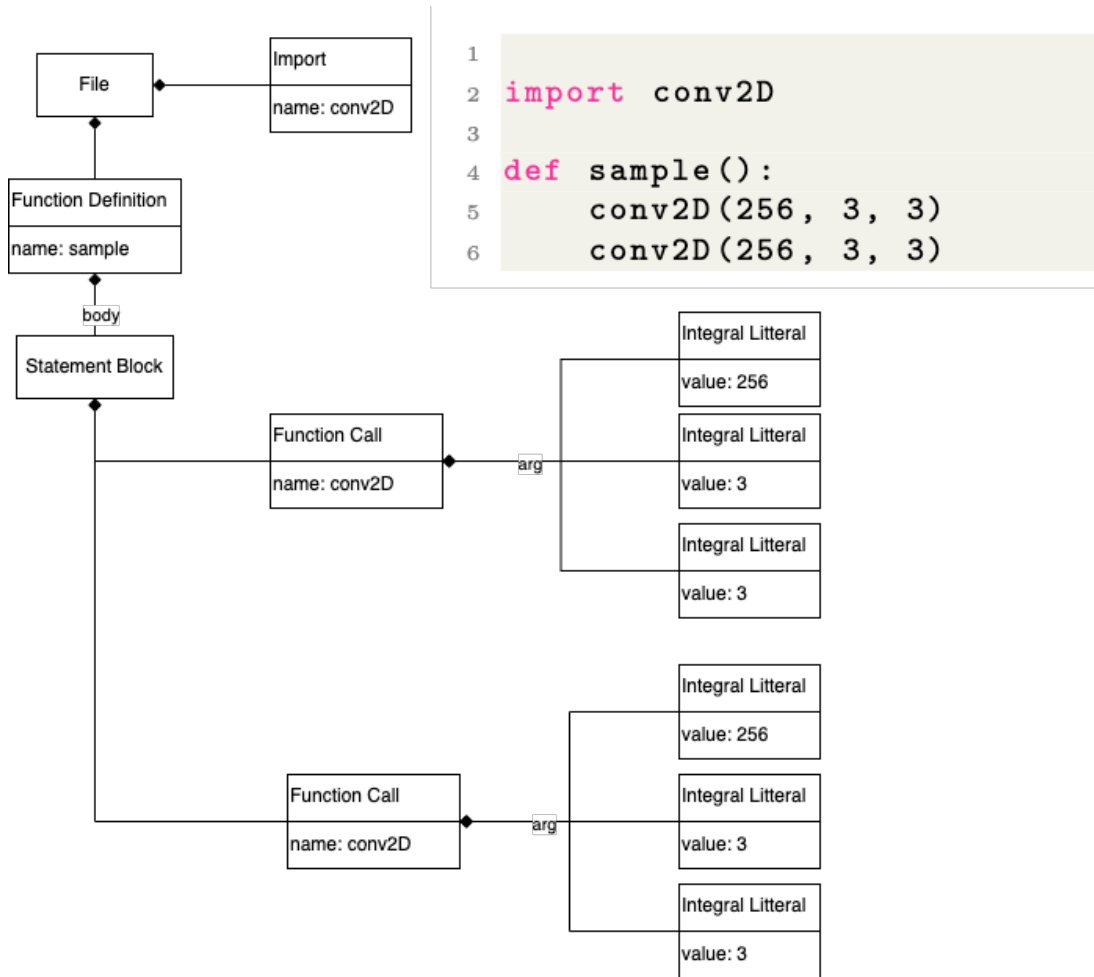 File
Import
name: conv2D
1
2 import conv2D
3
4 def sample():
5 conv2D(256, 3, 3)
6 conv2D(256, 3, 3)
Function Definition
name: sample
body
Statement Block
Function Call
name: conv2D
arg
Integral Litteral
value: 256
Integral Litteral
value: 3
Integral Litteral
value: 3
Function Call
name: conv2D
arg
Integral Litteral
value: 256
Integral Litteral
value: 3
Integral Litteral
value: 3